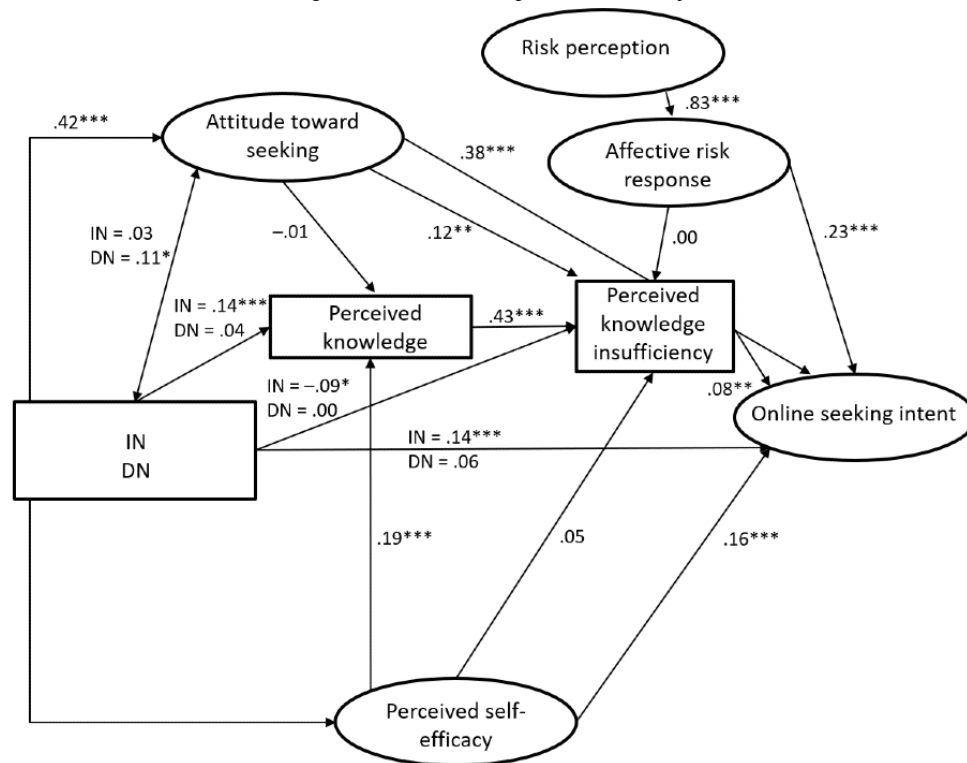 Risk perception
.83***
.42***
Attitude toward
seeking
.38***
Affective risk
response
IN = .03
DN = .11*
–.01
.12**
.00
.23***
IN = .14***
DN = .04
Perceived
knowledge
.43***
Perceived
knowledge
insufficiency
IN = –.09*
DN = .00
.08**
Online seeking intent
IN
DN
IN = .14***
DN = .06
.19***
.05
.16***
Perceived self-
efficacy